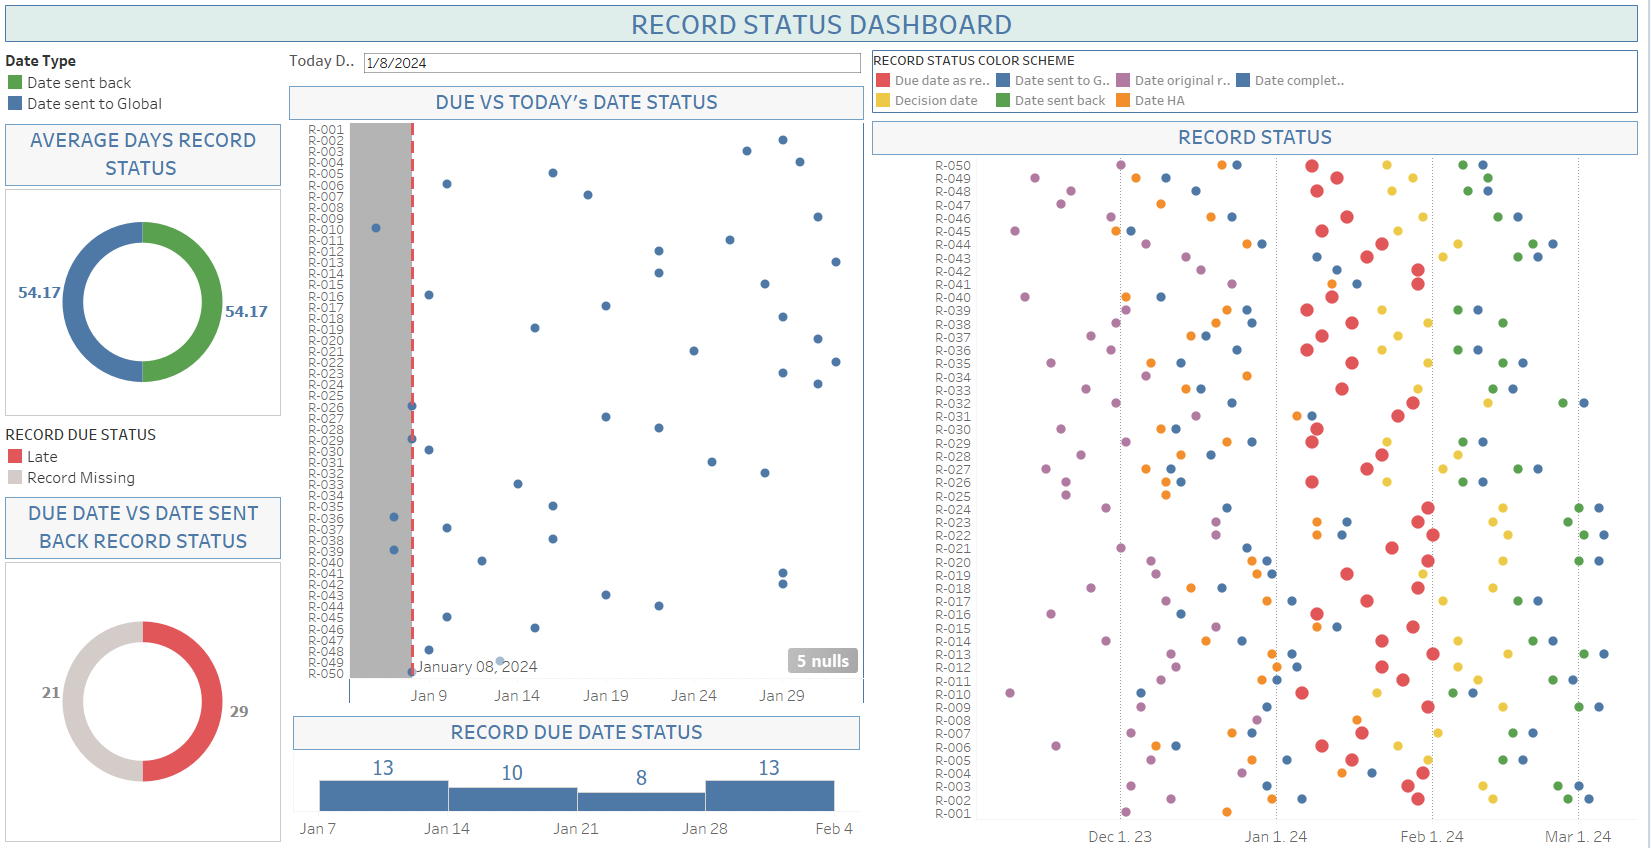 RECORD STATUS DASHBOARD
Date Type
Date sent back
Date sent to Global
AVERAGE DAYS RECORD
STATUS
54.17
54.17
RECORD DUE STATUS
Late
Record Missing
DUE DATE VS DATE SENT
BACK RECORD STATUS
21
29
Today D..
1/8/2024
DUE VS TODAY's DATE STATUS
R-001
R-002
R-003
R-004
R-005
R-006
R-007
R-008
R-009
R-010
R-011
R-012
R-013
R-014
R-015
R-016
R-017
R-018
R-019
R-020
R-021
R-022
R-023
R-024
R-025
R-026
R-027
R-028
R-029
R-030
R-031
R-032
R-033
R-034
R-035
R-036
R-037
R-038
R-039
R-040
R-041
R-042
R-043
R-044
R-045
R-046
R-047
R-048
R-049
R-050
January 08, 2024
5 nulls
Jan 9 Jan 14 Jan 19 Jan 24 Jan 29
RECORD DUE DATE STATUS
13 10 8 13
Jan 7 Jan 14 Jan 21 Jan 28 Feb 4
RECORD STATUS COLOR SCHEME
Due date as re.. Date sent to G.. Date original r.. Date complet..
Decision date Date sent back Date HA
RECORD STATUS
R-050
R-049
R-048
R-047
R-046
R-045
R-044
R-043
R-042
R-041
R-040
R-039
R-038
R-037
R-036
R-035
R-034
R-033
R-032
R-031
R-030
R-029
R-028
R-027
R-026
R-025
R-024
R-023
R-022
R-021
R-020
R-019
R-018
R-017
R-016
R-015
R-014
R-013
R-012
R-011
R-010
R-009
R-008
R-007
R-006
R-005
R-004
R-003
R-002
R-001
Dec 1, 23 Jan 1, 24 Feb 1, 24 Mar 1, 24